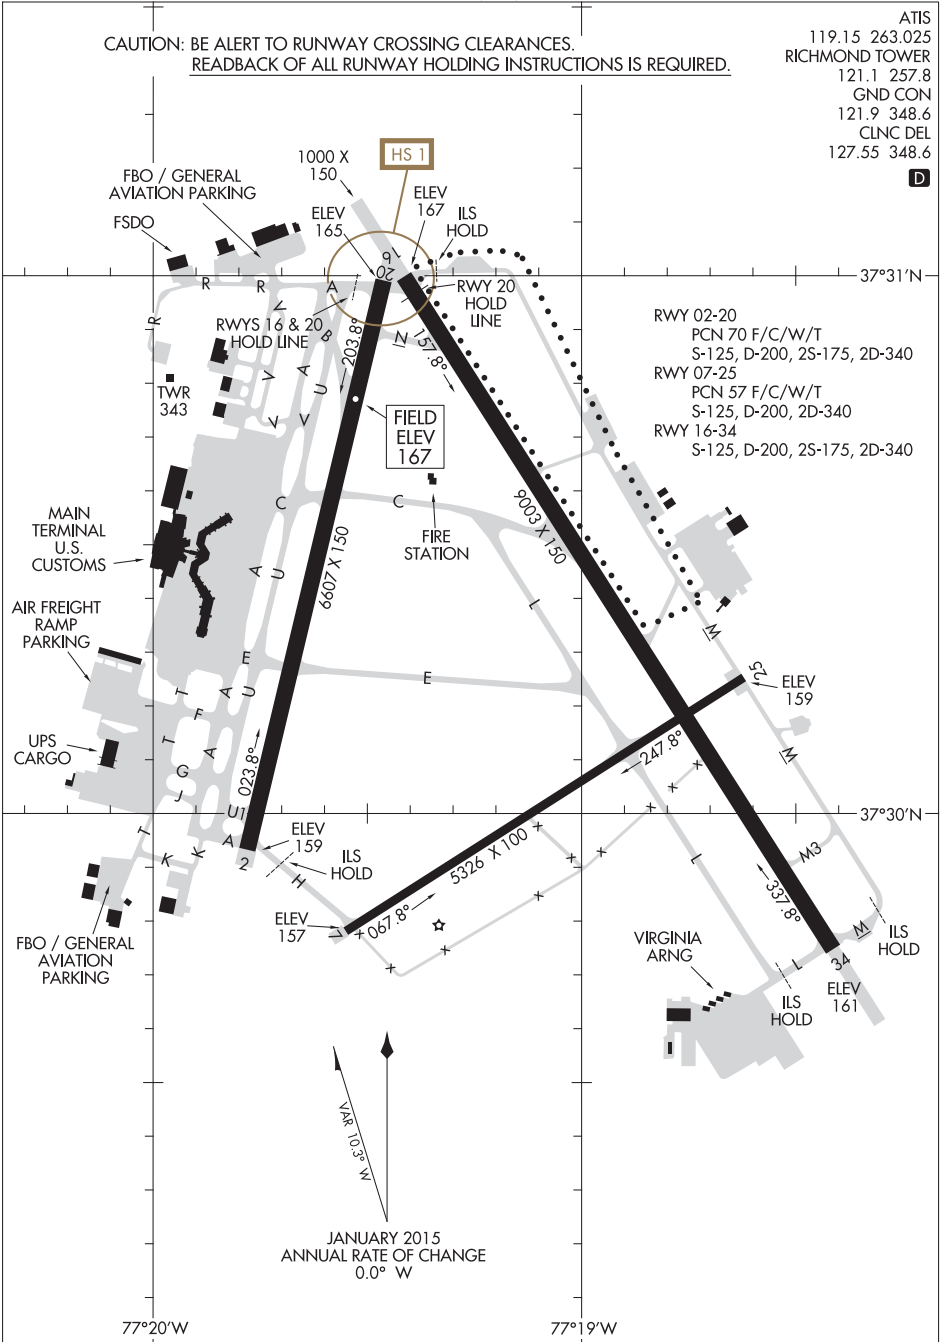 CAUTION: BE ALERT TO RUNWAY CROSSING CLEARANCES.
READBACK OF ALL RUNWAY HOLDING INSTRUCTIONS IS REQUIRED.
ATIS
119.15 263.025
RICHMOND TOWER
121.1 257.8
GND CON
121.9 348.6
CLNC DEL
127.55 348.6
D
HS 1
1000 X
150
FBO / GENERAL
AVIATION PARKING
FSDO
ELEV
165
ELEV
167
ILS
HOLD
16
20
37°31'N
R
R
A
R
V
B
RWYS 16 & 20
HOLD LINE
RWY 20
HOLD
LINE
203.8°
157.8°
N
RWY 02-20
PCN 70 F/C/W/T
S-125, D-200, 2S-175, 2D-340
RWY 07-25
PCN 57 F/C/W/T
S-125, D-200, 2D-340
RWY 16-34
S-125, D-200, 2S-175, 2D-340
TWR
343
V
A
U
V
V
FIELD
ELEV
167
C
C
FIRE
STATION
9003 X 150
MAIN
TERMINAL
U.S.
CUSTOMS
6607 X 150
A
U
L
AIR FREIGHT
RAMP
PARKING
M
E
E
T
A
U
F
25
ELEV
159
UPS
CARGO
T
A
G
J
023.8°
247.8°
M
U1
37°30'N
T
A
K
K
2
ELEV
159
ILS
HOLD
H
5326 X 100
L
M3
ELEV
157
7
067.8°
337.8°
FBO / GENERAL
AVIATION
PARKING
VIRGINIA
ARNG
M
ILS
HOLD
L
34
ILS
HOLD
ELEV
161
VAR 10.3° W
JANUARY 2015
ANNUAL RATE OF CHANGE
0.0° W
77°20'W
77°19'W